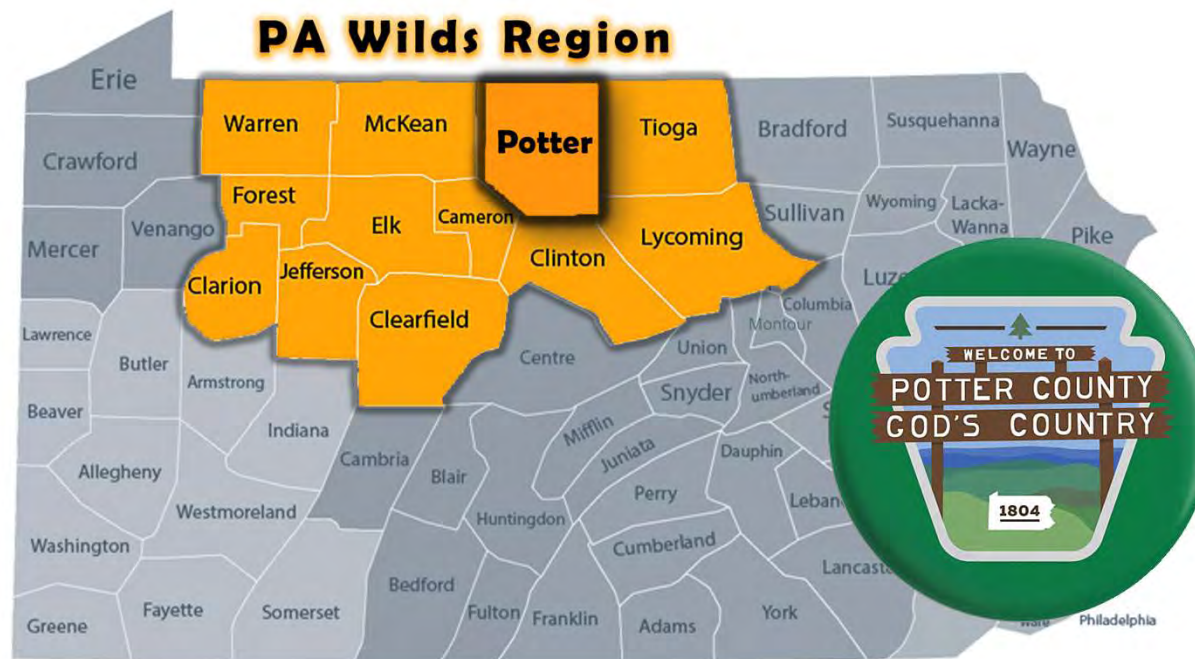 PA Wilds Region
Erie
Warren
McKean
Potter
Tioga
Bradford
Susquehanna
Wayne
Crawford
Forest
Venango
Elk
Cameron
Sullivan
Wyoming
Lacka-
Wanna
Pike
Mercer
Clarion
Jefferson
Clinton
Lycoming
Clearfield
Columbia
Montour
Lawrence
Butler
Armstrong
Centre
Union
Snyder
North-
umberland
Beaver
Indiana
Mifflin
Juniata
Dauphin
Allegheny
Cambria
Blair
Perry
Westmoreland
Huntingdon
Washington
Cumberland
Bedford
Greene
Fayette
Somerset
Fulton
Franklin
Adams
York
Philadelphia
WELCOME TO
POTTER COUNTY
GOD'S COUNTRY
1804